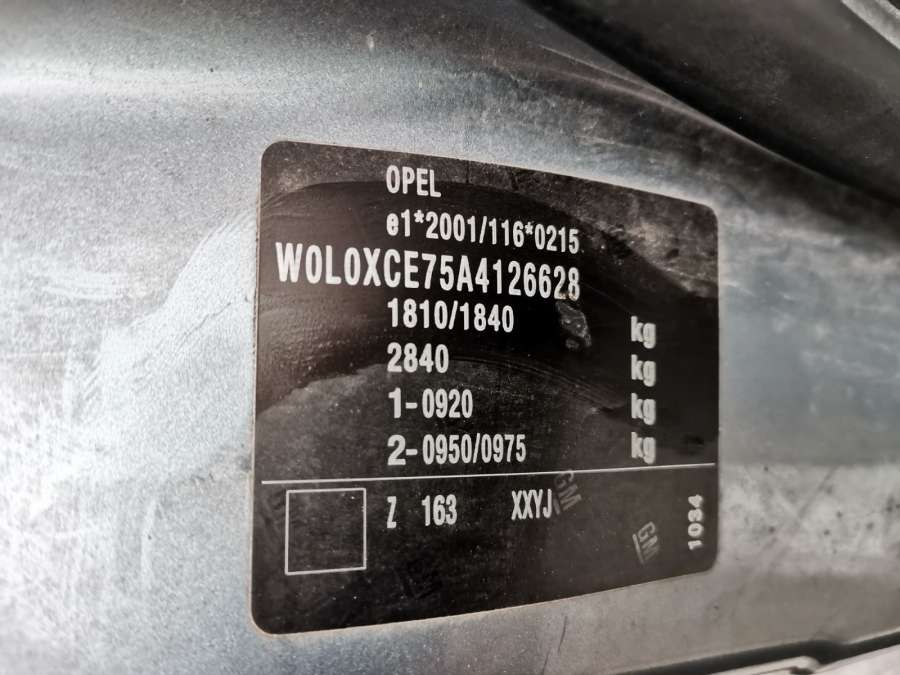 OPEL
e1*2001/116*0215
W0L0XCE75A4126628
1810/1840 kg
2840 kg
1-0920 kg
2-0950/0975 kg
Z 163 XXYJ
1034
GM
GM